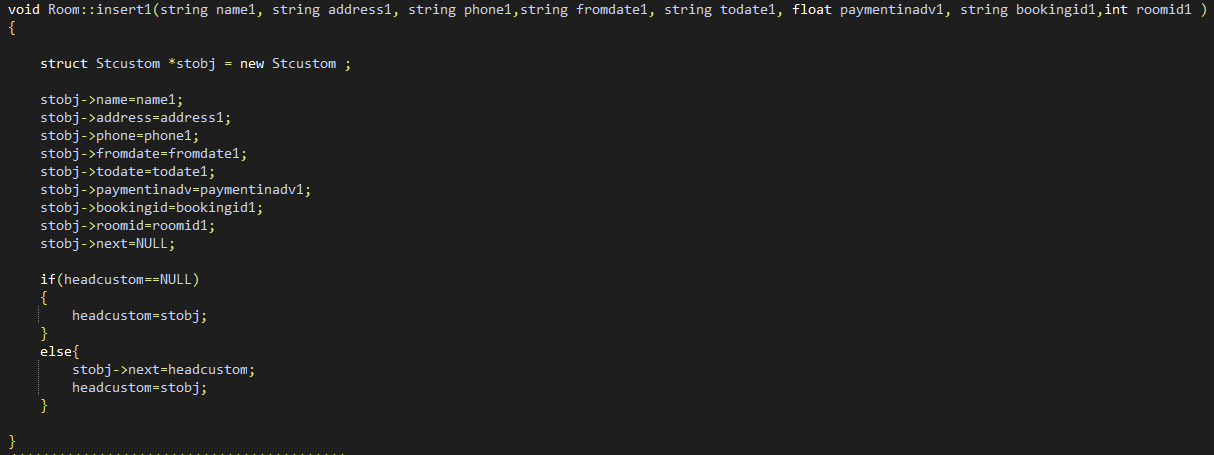 void Room::insert1(string name1, string address1, string phone1,string fromdate1, string todate1, float paymentinadv1, string bookingid1,int roomid1 )
{
struct Stcustom *stobj = new Stcustom ;
stobj->name=name1;
stobj->address=address1;
stobj->phone=phone1;
stobj->fromdate=fromdate1;
stobj->todate=todate1;
stobj->paymentinadv=paymentinadv1;
stobj->bookingid=bookingid1;
stobj->roomid=roomid1;
stobj->next=NULL;
if(headcustom==NULL)
{
headcustom=stobj;
}
else{
stobj->next=headcustom;
headcustom=stobj;
}
}